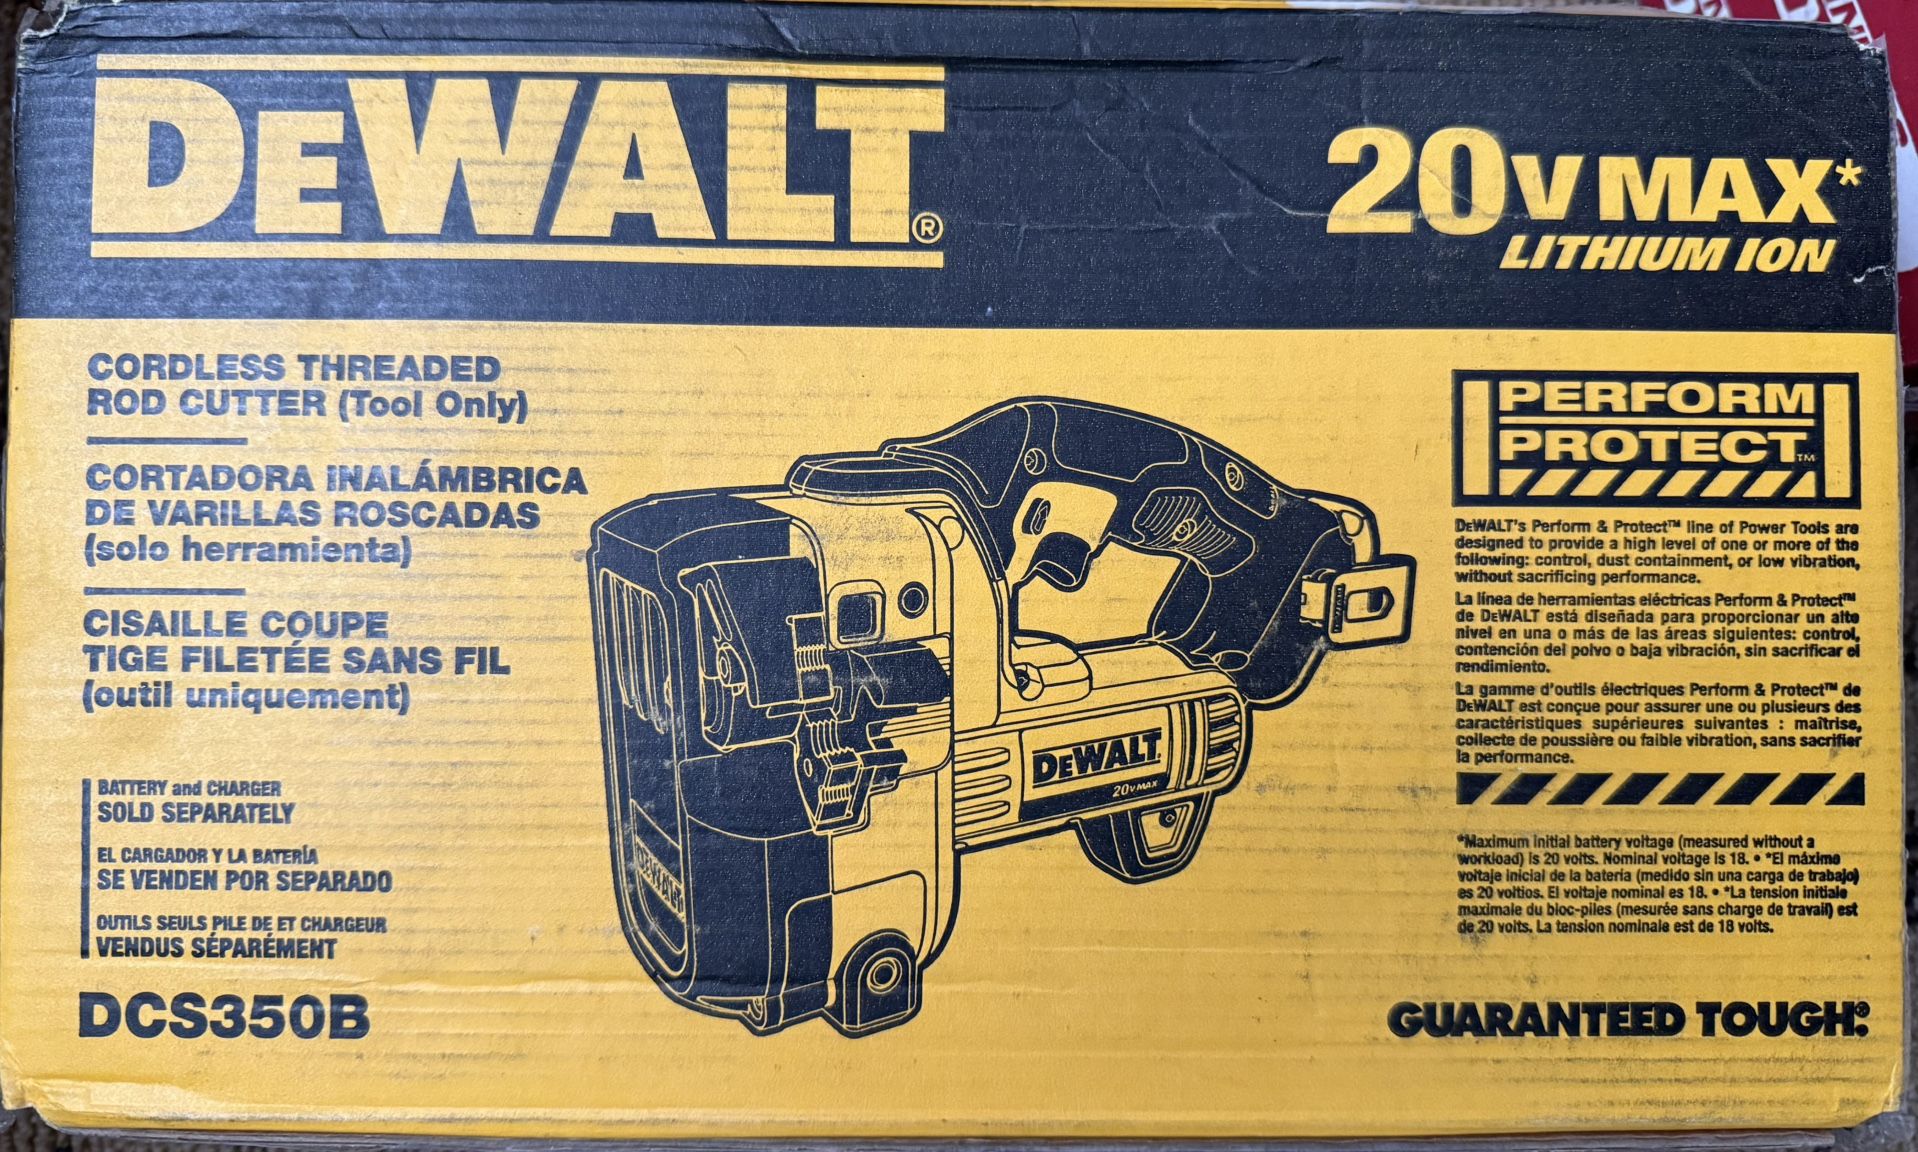 DEWALT®
20V MAX*
LITHIUM ION
CORDLESS THREADED
ROD CUTTER (Tool Only)
CORTADORA INALÁMBRICA
DE VARILLAS ROSCADAS
(solo herramienta)
CISAILLE COUPE
TIGE FILETÉE SANS FIL
(outil uniquement)
BATTERY and CHARGER
SOLD SEPARATELY
EL CARGADOR Y LA BATERÍA
SE VENDEN POR SEPARADO
OUTILS SEULS PILE DE ET CHARGEUR
VENDUS SÉPARÉMENT
DCS350B
DEWALT
20V MAX
DEWALT
PERFORM
PROTECT™
DEWALT's Perform & Protect™ line of Power Tools are
designed to provide a high level of one or more of the
following: control, dust containment, or low vibration,
without sacrificing performance.
La línea de herramientas eléctricas Perform & Protect™
de DEWALT está diseñada para proporcionar un alto
nivel en una o más de las áreas siguientes: control,
contención del polvo o baja vibración, sin sacrificar el
rendimiento.
La gamme d'outils électriques Perform & Protect™ de
DEWALT est conçue pour assurer une ou plusieurs des
caractéristiques supérieures suivantes : maîtrise,
collecte de poussière ou faible vibration, sans sacrifier
la performance.
*Maximum initial battery voltage (measured without a
workload) is 20 volts. Nominal voltage is 18. • *El máximo
voltaje inicial de la batería (medido sin una carga de trabajo)
es 20 voltios. El voltaje nominal es 18. • *La tension initiale
maximale du bloc-piles (mesurée sans charge de travail) est
de 20 volts. La tension nominale est de 18 volts.
GUARANTEED TOUGH.®